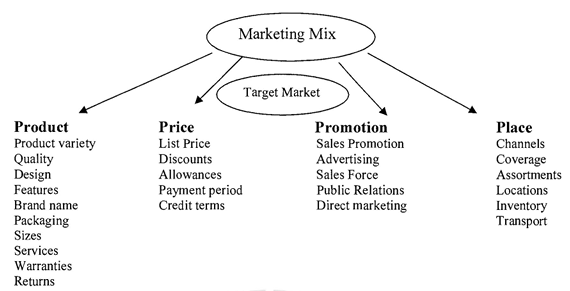 Marketing Mix
Target Market
Product
Product variety
Quality
Design
Features
Brand name
Packaging
Sizes
Services
Warranties
Returns
Price
List Price
Discounts
Allowances
Payment period
Credit terms
Promotion
Sales Promotion
Advertising
Sales Force
Public Relations
Direct marketing
Place
Channels
Coverage
Assortments
Locations
Inventory
Transport